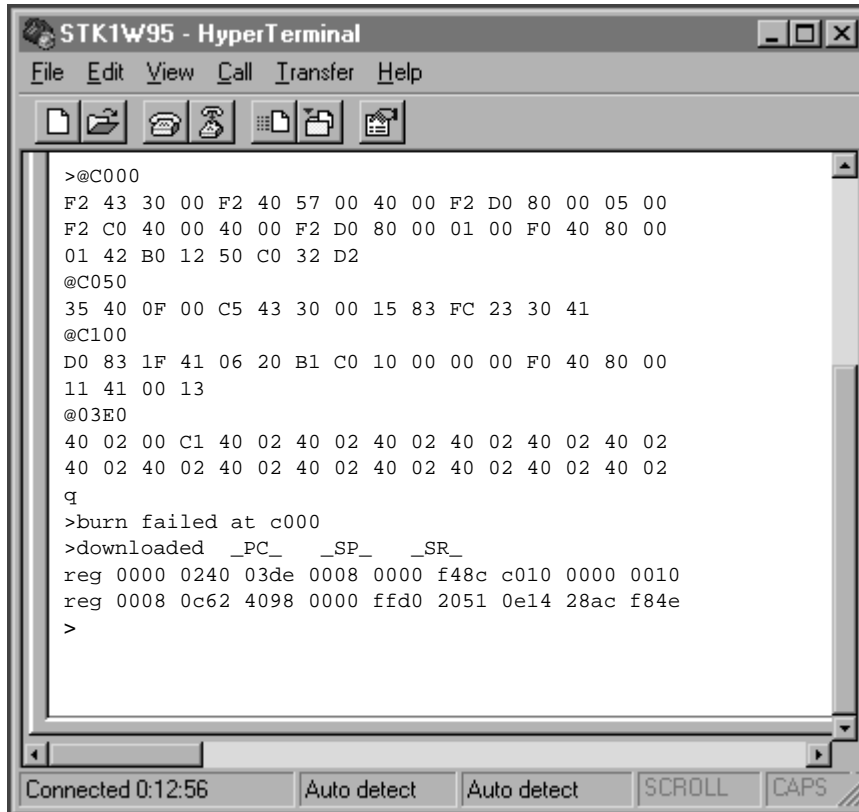 STK1W95 - HyperTerminal
File Edit View Call Transfer Help
>@C000
F2 43 30 00 F2 40 57 00 40 00 F2 D0 80 00 05 00
F2 C0 40 00 40 00 F2 D0 80 00 01 00 F0 40 80 00
01 42 B0 12 50 C0 32 D2
@C050
35 40 0F 00 C5 43 30 00 15 83 FC 23 30 41
@C100
D0 83 1F 41 06 20 B1 C0 10 00 00 00 F0 40 80 00
11 41 00 13
@03E0
40 02 00 C1 40 02 40 02 40 02 40 02 40 02 40 02
40 02 40 02 40 02 40 02 40 02 40 02 40 02 40 02
q
>burn failed at c000
>downloaded _PC_ _SP_ _SR_
reg 0000 0240 03de 0008 0000 f48c c010 0000 0010
reg 0008 0c62 4098 0000 ffd0 2051 0e14 28ac f84e
>
Connected 0:12:56 Auto detect Auto detect SCROLL CAPS